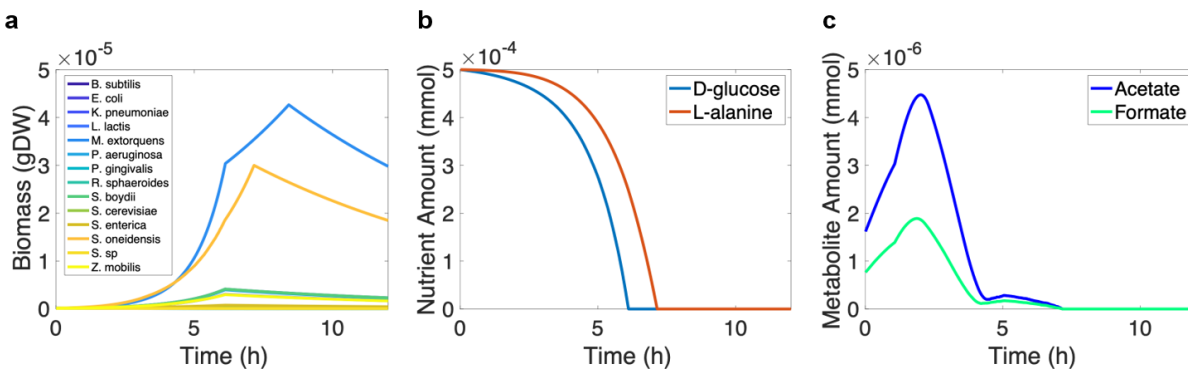 a
×10⁻⁵
5
4
3
2
1
0
0
5
10
Biomass (gDW)
Time (h)
B. subtilis
E. coli
K. pneumoniae
L. lactis
M. extorquens
P. aeruginosa
P. gingivalis
R. sphaeroides
S. boydii
S. cerevisiae
S. enterica
S. oneidensis
S. sp
Z. mobilis
b
×10⁻⁴
5
4
3
2
1
0
0
5
10
Nutrient Amount (mmol)
Time (h)
D-glucose
L-alanine
c
×10⁻⁶
5
4
3
2
1
0
0
5
10
Metabolite Amount (mmol)
Time (h)
Acetate
Formate